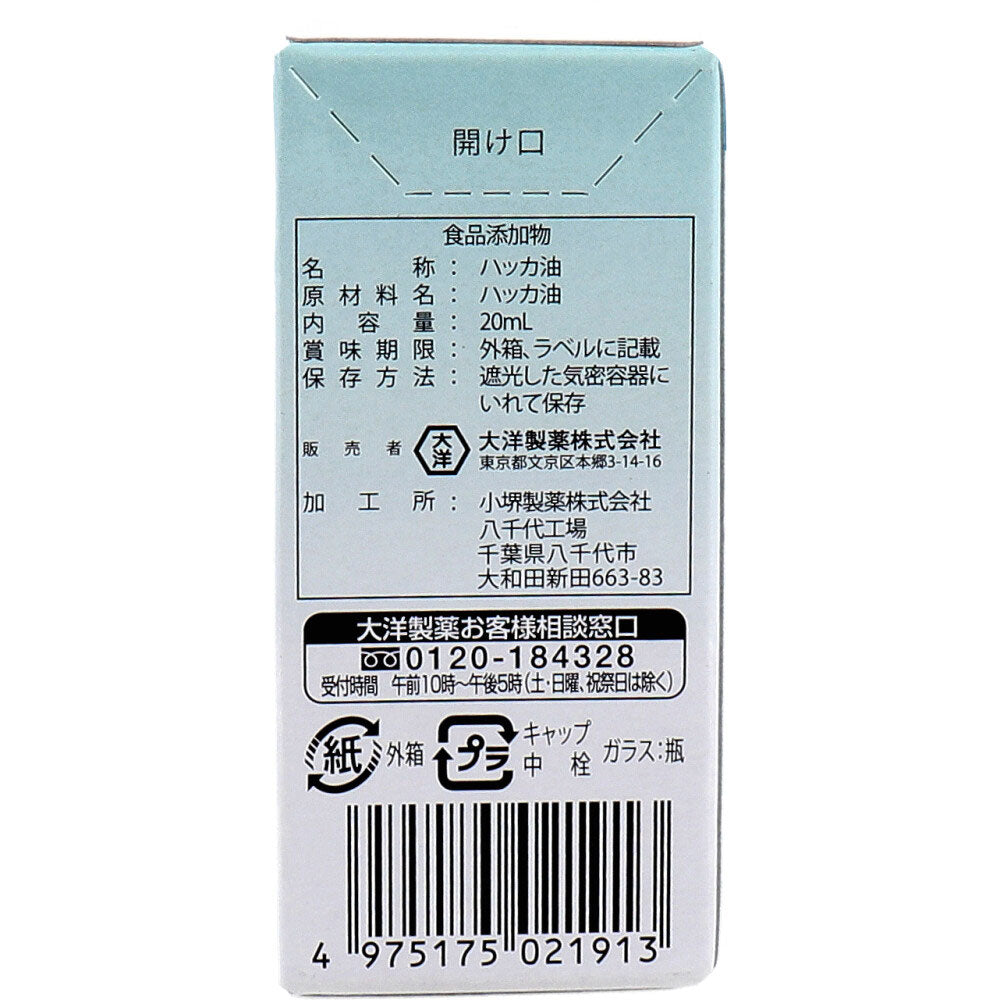 開け口
食品添加物
名称：ハッカ油
原材料名：ハッカ油
内容量：20mL
賞味期限：外箱、ラベルに記載
保存方法：遮光した気密容器に
いれて保存
販売者 大洋 大洋製薬株式会社
東京都文京区本郷3-14-16
加工所：小堺製薬株式会社
八千代工場
千葉県八千代市
大和田新田663-83
大洋製薬お客様相談窓口
0120-184328
受付時間 午前10時～午後5時（土・日曜、祝祭日は除く）
紙 外箱 プラ キャップ
中栓 ガラス：瓶
4 975175 021913